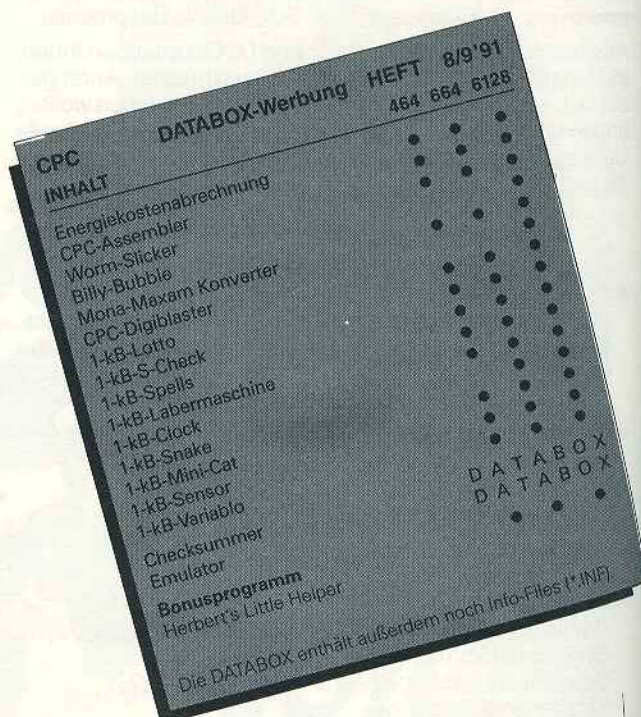 CPC DATABOX-Werbung HEFT 8/9'91
INHALT 464 664 6128
Energiekostenabrechnung
CPC-Assembler
Worm-Slicker
Billy-Bubble
Mona-Maxam Konverter
CPC-Digiblaster
1-kB-Lotto
1-kB-S-Check
1-kB-Spells
1-kB-Labermaschine
1-kB-Clock
1-kB-Snake
1-kB-Mini-Cat
1-kB-Sensor
1-kB-Variablo
Checksummer D A T A B O X
Emulator D A T A B O X
Bonusprogramm
Herbert's Little Helper
Die DATABOX enthält außerdem noch Info-Files (*.INF)